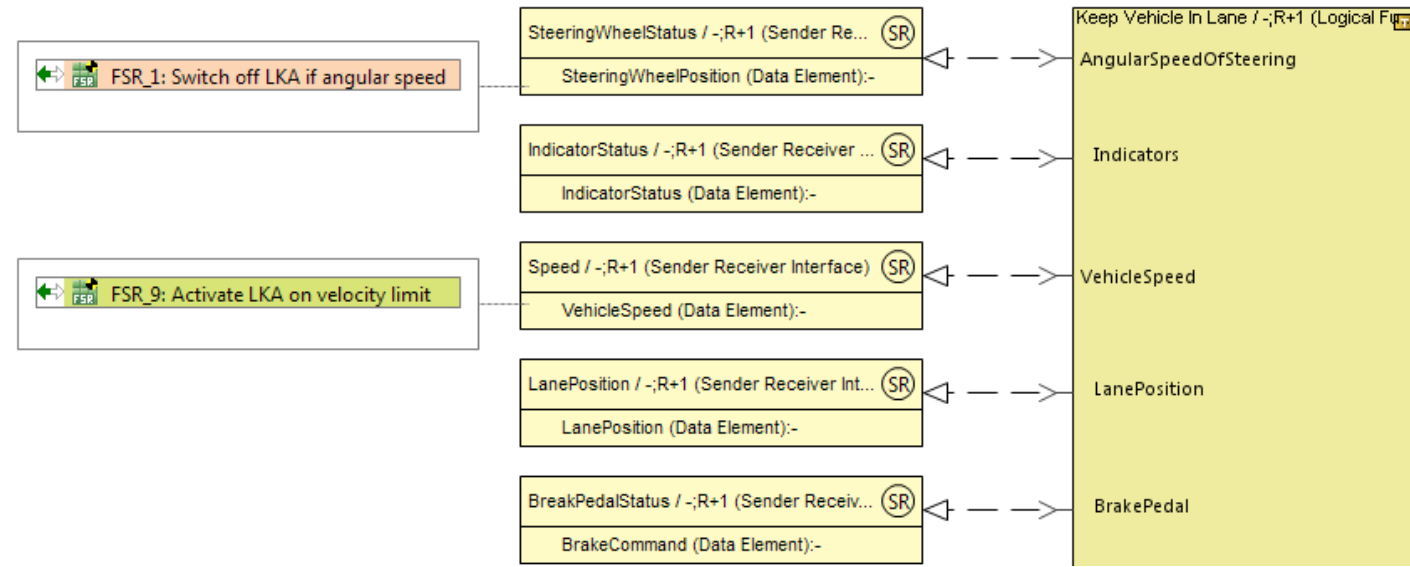 SteeringWheelStatus / -;R+1 (Sender Re... SR
SteeringWheelPosition (Data Element):-
FSR FSR_1: Switch off LKA if angular speed
IndicatorStatus / -;R+1 (Sender Receiver ... SR
IndicatorStatus (Data Element):-
Speed / -;R+1 (Sender Receiver Interface) SR
VehicleSpeed (Data Element):-
FSR FSR_9: Activate LKA on velocity limit
LanePosition / -;R+1 (Sender Receiver Int... SR
LanePosition (Data Element):-
BreakPedalStatus / -;R+1 (Sender Receiv... SR
BrakeCommand (Data Element):-
Keep Vehicle In Lane / -;R+1 (Logical Fu
AngularSpeedOfSteering
Indicators
VehicleSpeed
LanePosition
BrakePedal